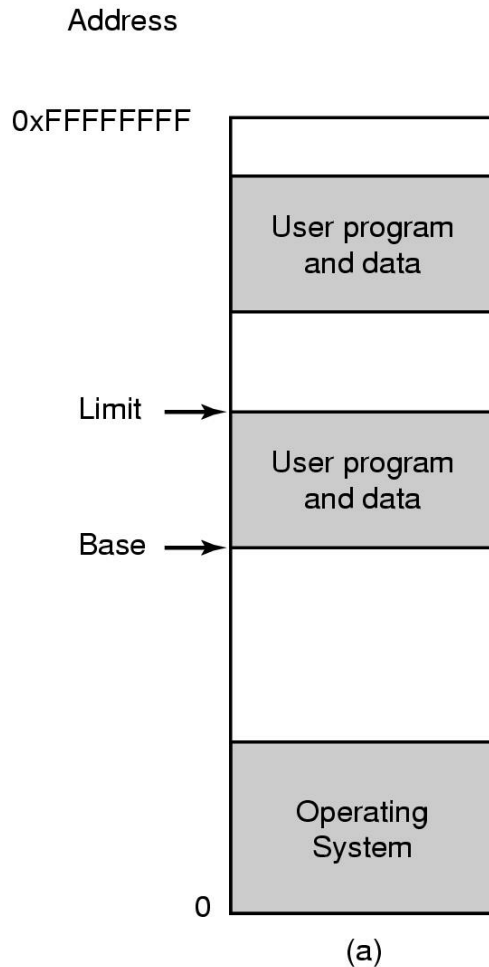 Address
0xFFFFFFFF
User program
and data
Limit
User program
and data
Base
Operating
System
0
(a)